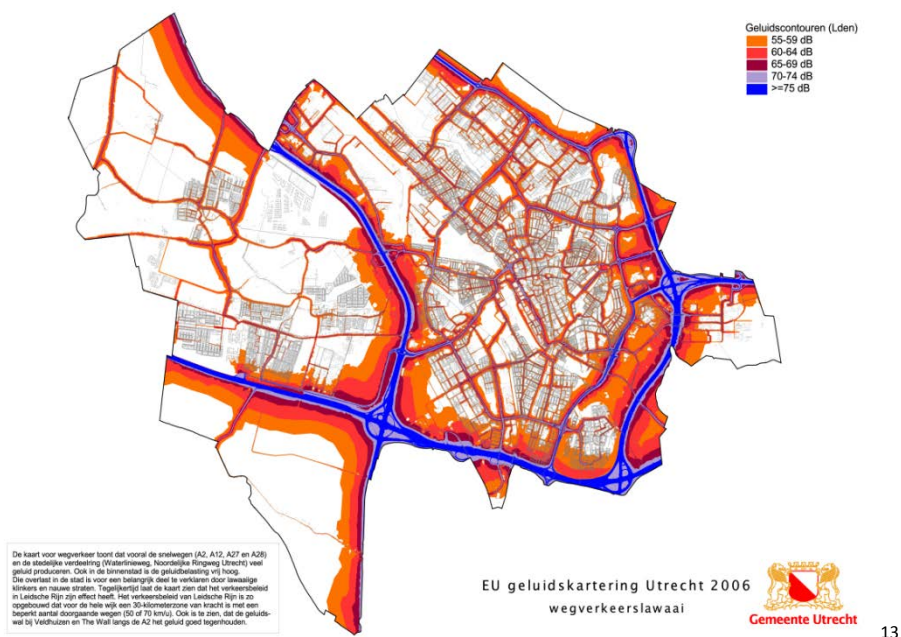 Geluidscontouren (Lden)
55-59 dB
60-64 dB
65-69 dB
70-74 dB
>=75 dB
De kaart voor wegverkeer toont dat vooral de snelwegen (A2, A12, A27 en A28)
en de stedelijke verdeelring (Waterlinieweg, Noordelijke Ringweg Utrecht) veel
geluid produceren. Ook in de binnenstad is de geluidbelasting vrij hoog.
Die overlast in de stad is voor een belangrijk deel te verklaren door lawaaiige
klinkers en nauwe straten. Tegelijkertijd laat de kaart zien dat het verkeersbeleid
in Leidsche Rijn zijn effect heeft. Het verkeersbeleid van Leidsche Rijn is zo
opgebouwd dat voor de hele wijk een 30-kilometerzone van kracht is met een
beperkt aantal doorgaande wegen (50 of 70 km/u). Ook is te zien, dat de geluids-
wal bij Veldhuizen en The Wall langs de A2 het geluid goed tegenhouden.
EU geluidskartering Utrecht 2006
wegverkeerslawaai
Gemeente Utrecht
13